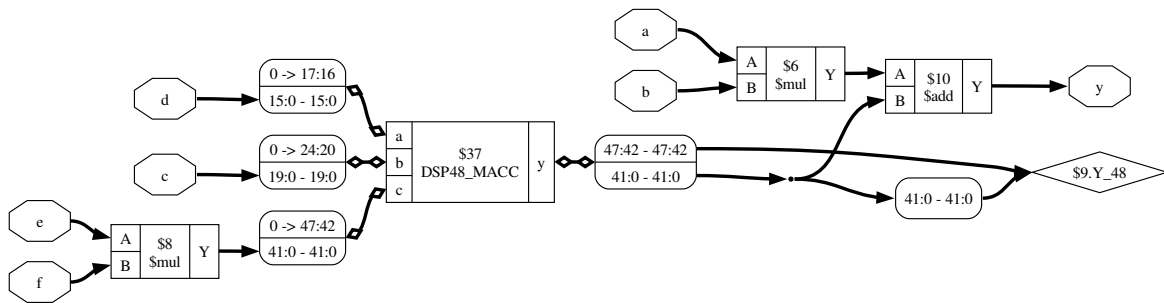 a
b
A
B
$6
$mul
Y
A
B
$10
$add
Y
y
d
0 -> 17:16
15:0 - 15:0
c
0 -> 24:20
19:0 - 19:0
a
b
c
$37
DSP48_MACC
y
47:42 - 47:42
41:0 - 41:0
41:0 - 41:0
$9.Y_48
e
f
A
B
$8
$mul
Y
0 -> 47:42
41:0 - 41:0